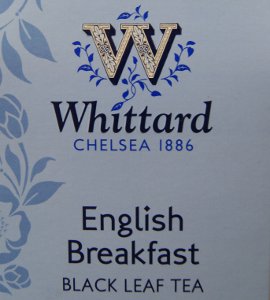 W
Whittard
CHELSEA 1886
English
Breakfast
BLACK LEAF TEA